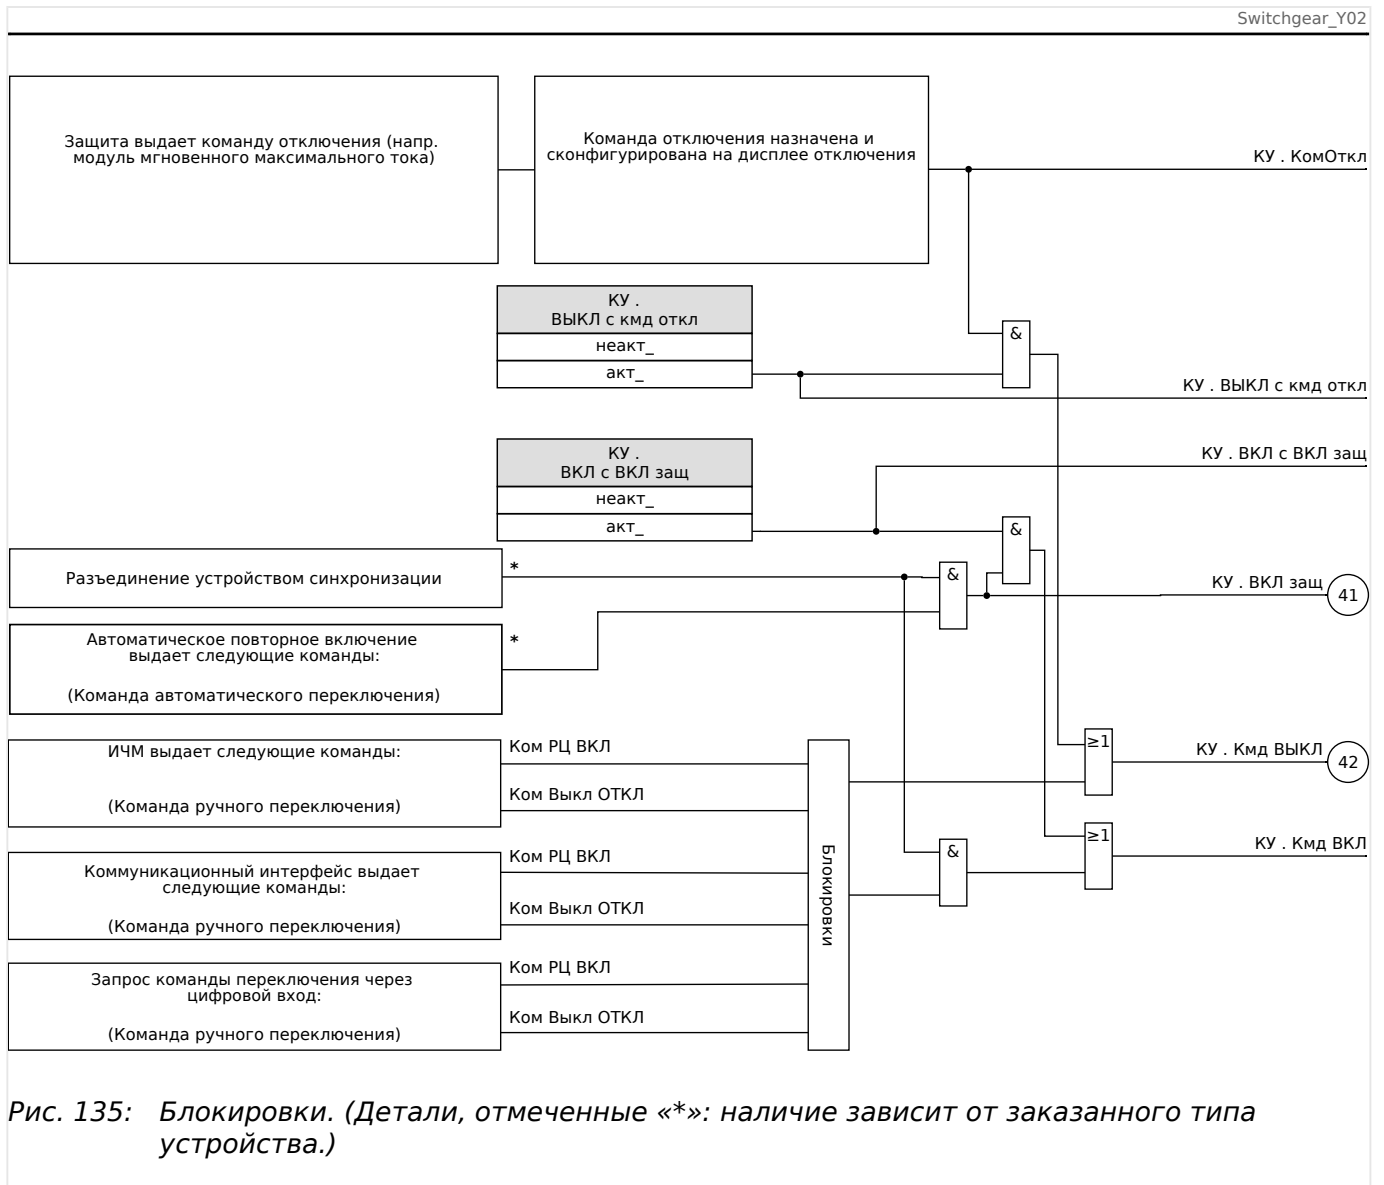 Switchgear_Y02
Защита выдает команду отключения (напр.
модуль мгновенного максимального тока)
Команда отключения назначена и
сконфигурирована на дисплее отключения
КУ . КомОткл
КУ .
ВЫКЛ с кмд откл
неакт_
акт_
&
КУ . ВЫКЛ с кмд откл
КУ .
ВКЛ с ВКЛ защ
неакт_
акт_
КУ . ВКЛ с ВКЛ защ
&
Разъединение устройством синхронизации
*
&
КУ . ВКЛ защ
41
Автоматическое повторное включение
выдает следующие команды:
(Команда автоматического переключения)
*
ИЧМ выдает следующие команды:
(Команда ручного переключения)
Ком РЦ ВКЛ
Ком Выкл ОТКЛ
≥1
КУ . Кмд ВЫКЛ
42
Коммуникационный интерфейс выдает
следующие команды:
(Команда ручного переключения)
Ком РЦ ВКЛ
Ком Выкл ОТКЛ
Блокировки
&
≥1
КУ . Кмд ВКЛ
Запрос команды переключения через
цифровой вход:
(Команда ручного переключения)
Ком РЦ ВКЛ
Ком Выкл ОТКЛ
Рис. 135: Блокировки. (Детали, отмеченные «*»: наличие зависит от заказанного типа
устройства.)